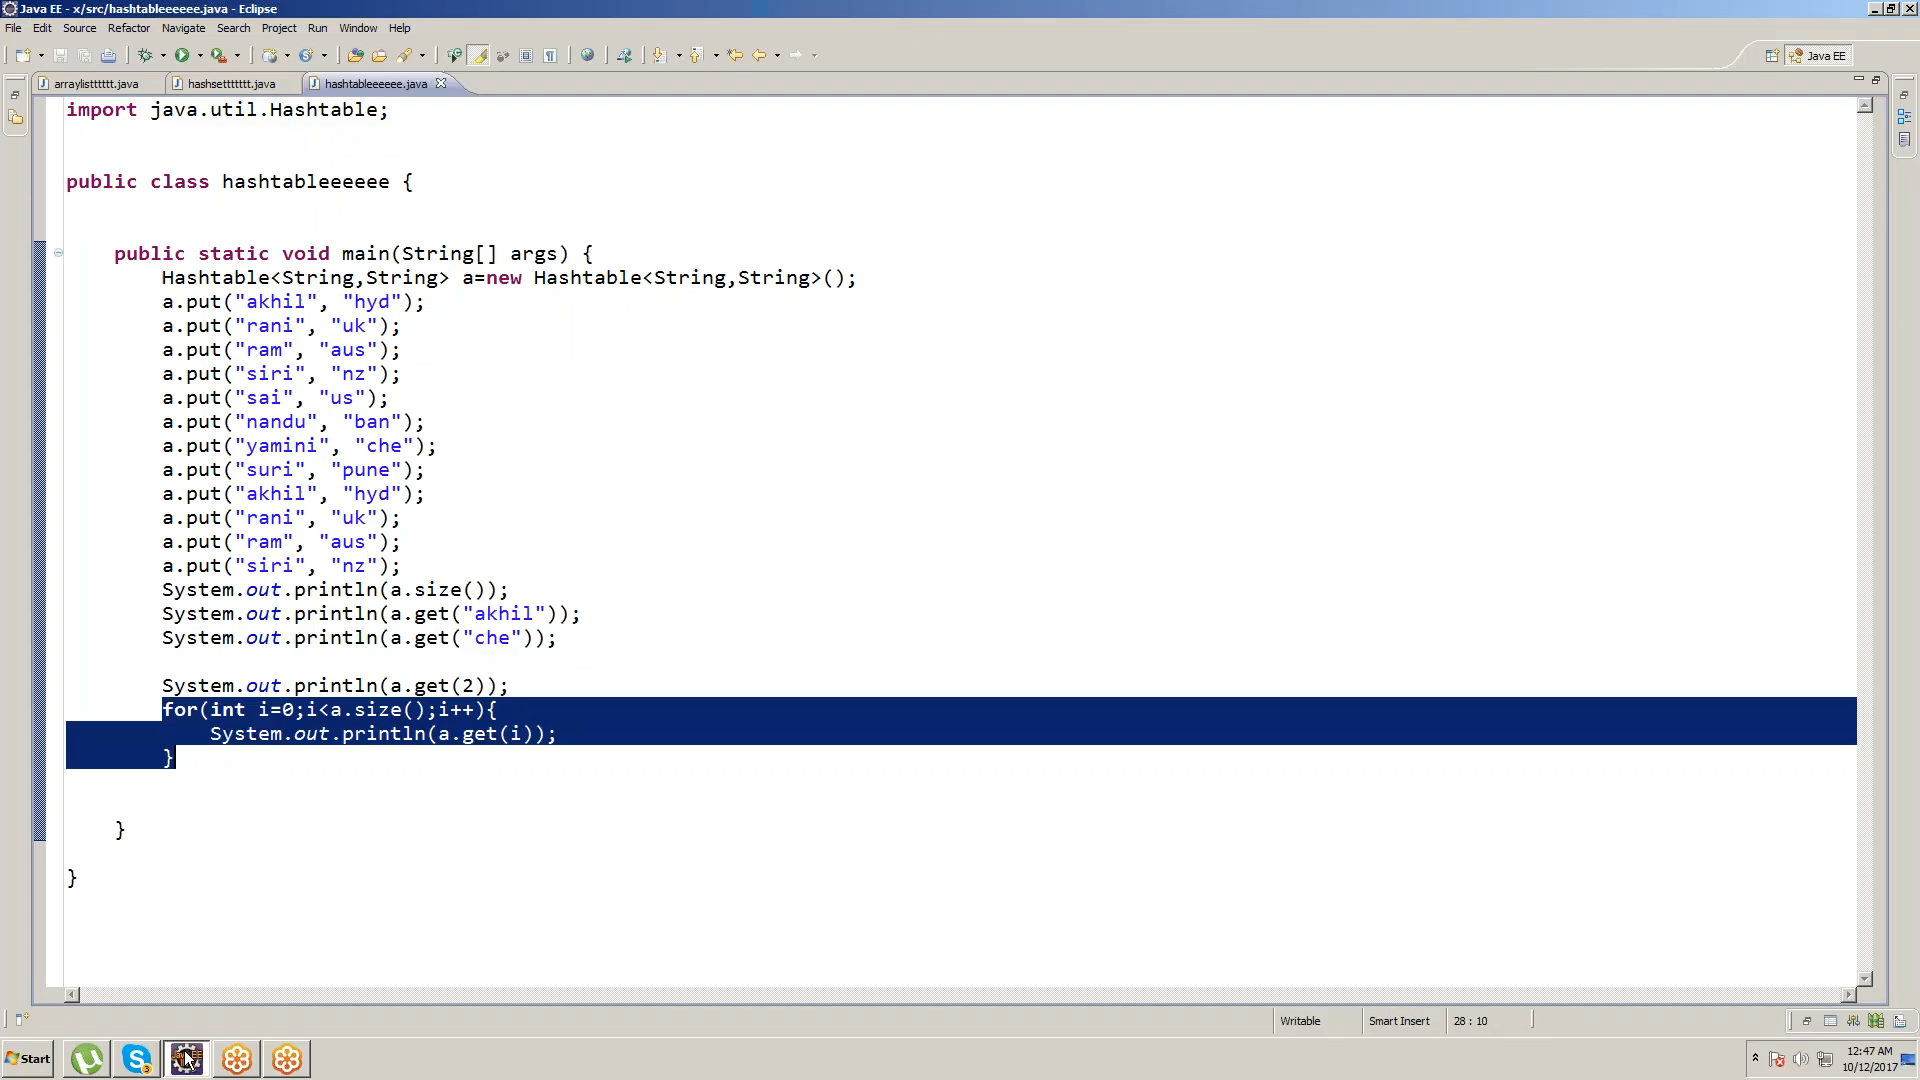 Java EE - x/src/hashtableeeeee.java - Eclipse
File Edit Source Refactor Navigate Search Project Run Window Help
Java EE
arraylistttttt.java hashsettttttt.java hashtableeeeee.java
import java.util.Hashtable;
public class hashtableeeeee {
public static void main(String[] args) {
Hashtable<String,String> a=new Hashtable<String,String>();
a.put("akhil", "hyd");
a.put("rani", "uk");
a.put("ram", "aus");
a.put("siri", "nz");
a.put("sai", "us");
a.put("nandu", "ban");
a.put("yamini", "che");
a.put("suri", "pune");
a.put("akhil", "hyd");
a.put("rani", "uk");
a.put("ram", "aus");
a.put("siri", "nz");
System.out.println(a.size());
System.out.println(a.get("akhil"));
System.out.println(a.get("che"));
System.out.println(a.get(2));
for(int i=0;i<a.size();i++){
System.out.println(a.get(i));
}
}
}
Writable Smart Insert 28 : 10
Start
3
12:47 AM
10/12/2017